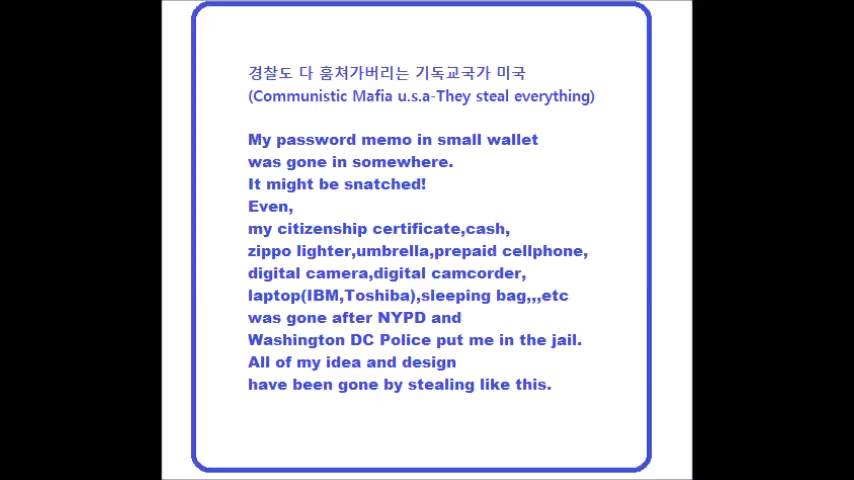 경찰도 다 훔쳐가버리는 기독교국가 미국
(Communistic Mafia u.s.a-They steal everything)
My password memo in small wallet
was gone in somewhere.
It might be snatched!
Even,
my citizenship certificate,cash,
zippo lighter,umbrella,prepaid cellphone,
digital camera,digital camcorder,
laptop(IBM,Toshiba),sleeping bag,,,etc
was gone after NYPD and
Washington DC Police put me in the jail.
All of my idea and design
have been gone by stealing like this.